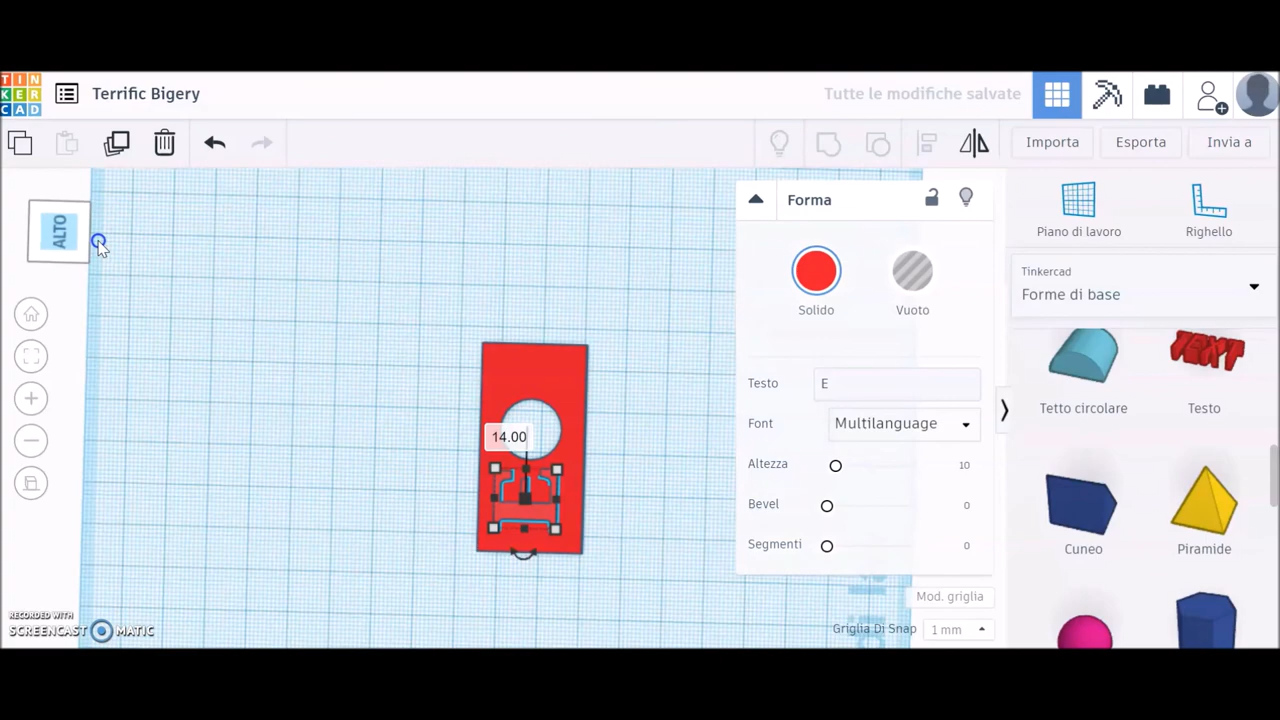 TIN
KER
CAD
Terrific Bigery
Tutte le modifiche salvate
Importa
Esporta
Invia a
ALTO
Forma
Solido
Vuoto
Testo
E
Font
Multilanguage
Altezza
10
Bevel
0
Segmenti
0
14.00
Piano di lavoro
Righello
Tinkercad
Forme di base
TEXT
Tetto circolare
Testo
Cuneo
Piramide
Mod. griglia
Griglia Di Snap
1 mm
RECORDED WITH
SCREENCAST MATIC